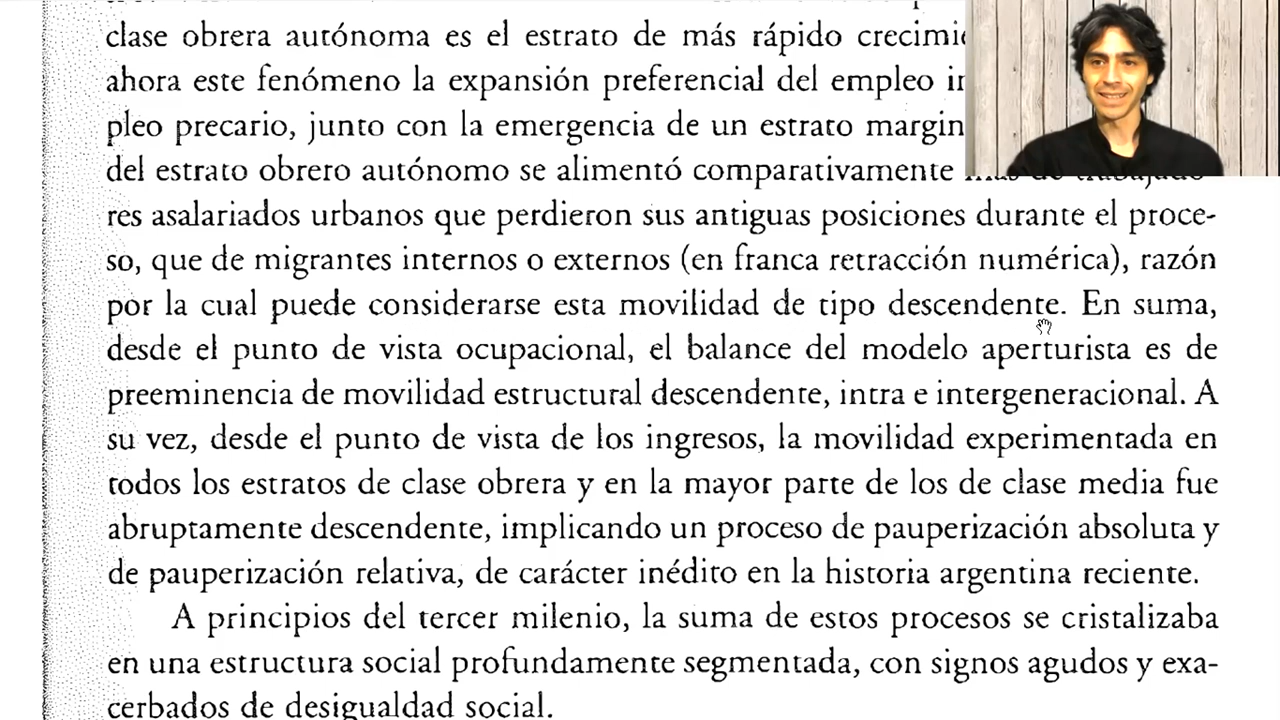 clase obrera autónoma es el estrato de más rápido
ahora este fenómeno la expansión preferencial del empleo
pleo precario, junto con la emergencia de un estrato
del estrato obrero autónomo se alimentó comparativamente
res asalariados urbanos que perdieron sus antiguas posiciones durante el proce-
so, que de migrantes internos o externos (en franca retracción numérica), razón
por la cual puede considerarse esta movilidad de tipo descendente. En suma,
desde el punto de vista ocupacional, el balance del modelo aperturista es de
preeminencia de movilidad estructural descendente, intra e intergeneracional. A
su vez, desde el punto de vista de los ingresos, la movilidad experimentada en
todos los estratos de clase obrera y en la mayor parte de los de clase media fue
abruptamente descendente, implicando un proceso de pauperización absoluta y
de pauperización relativa, de carácter inédito en la historia argentina reciente.
A principios del tercer milenio, la suma de estos procesos se cristalizaba
en una estructura social profundamente segmentada, con signos agudos y exa-
cerbados de desigualdad social.